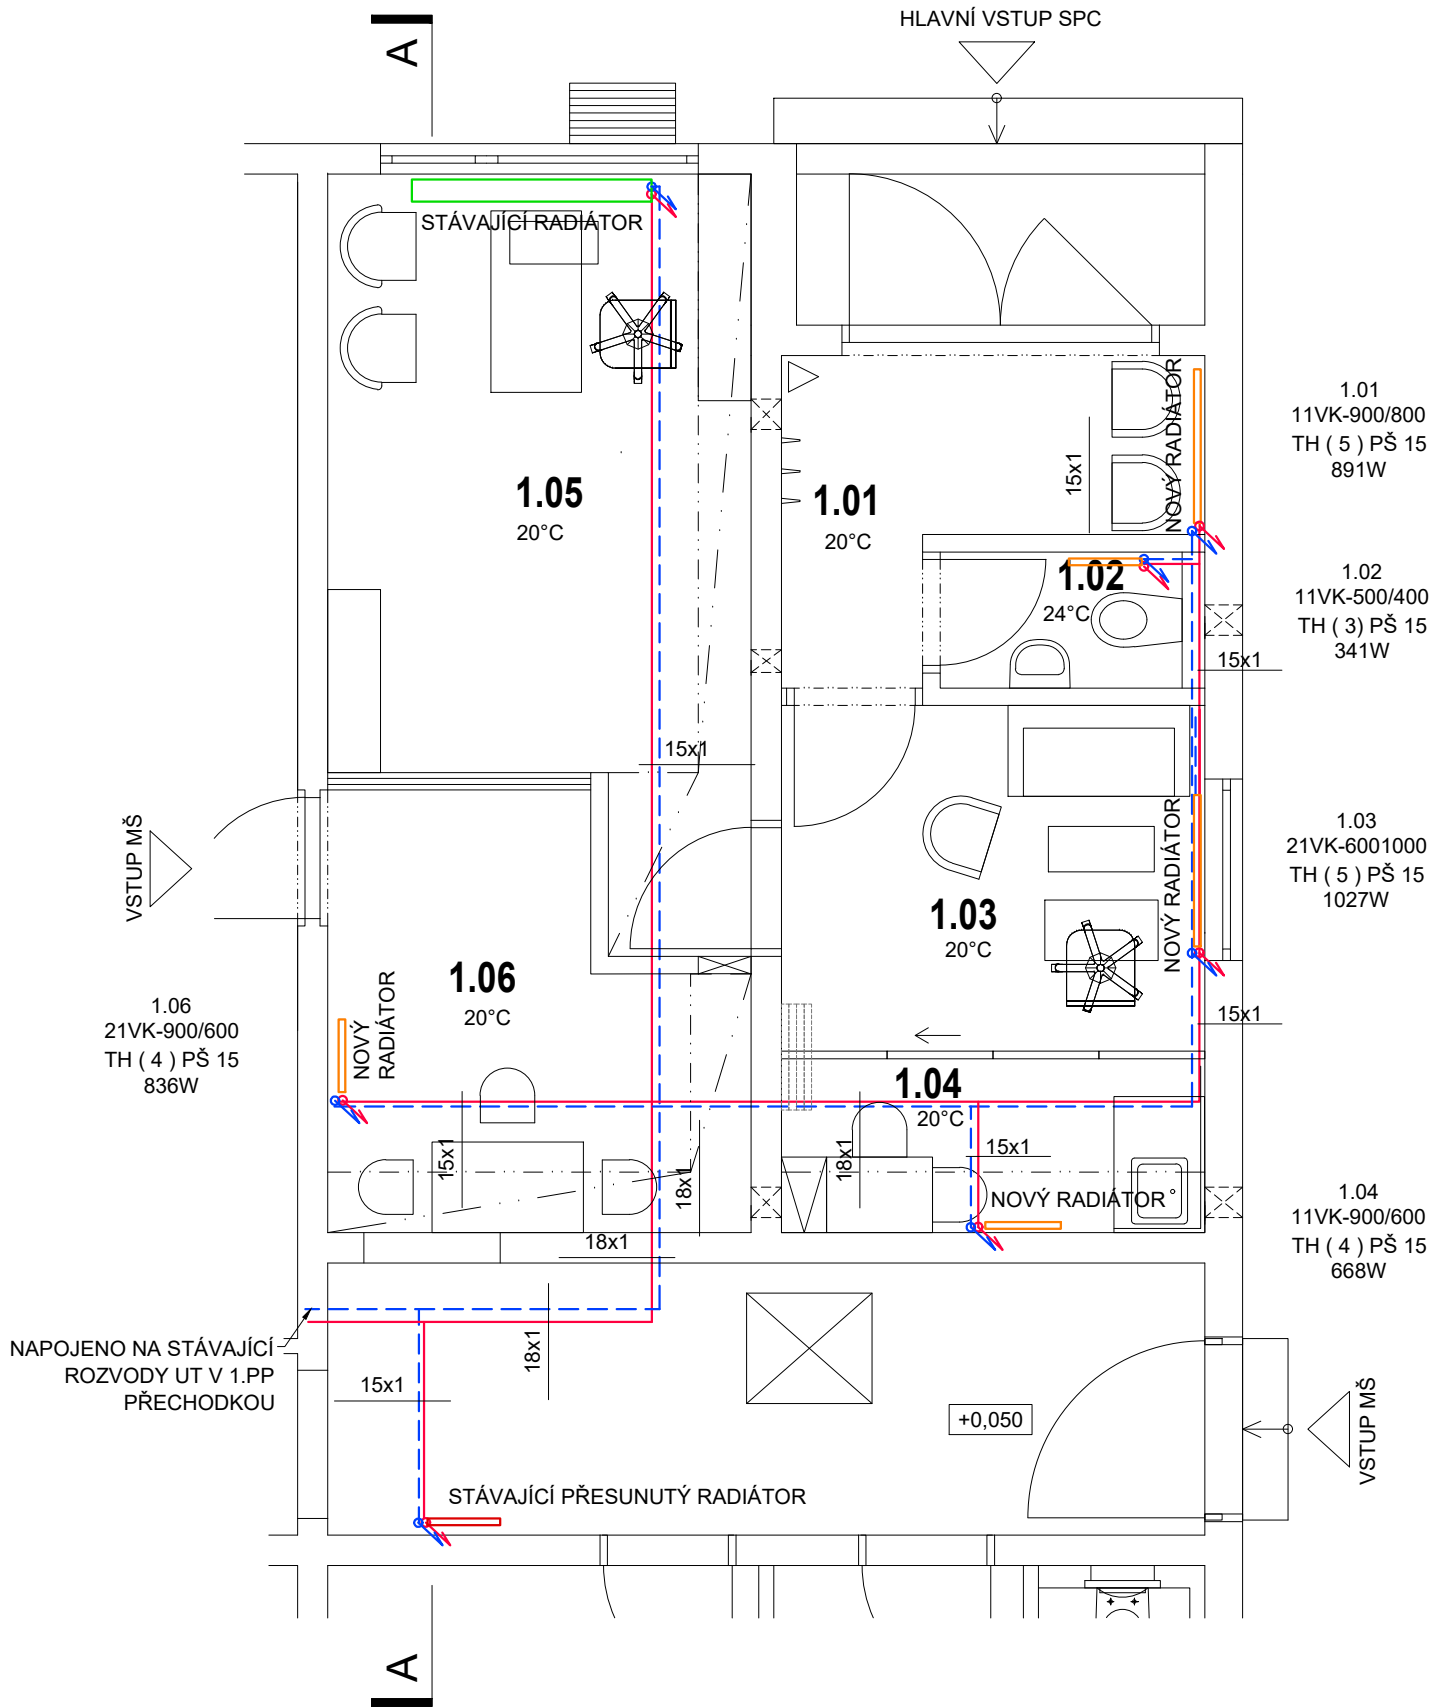 HLAVNÍ VSTUP SPC
A
STÁVAJÍCÍ RADIÁTOR
NOVÝ RADIÁTOR
1.01
11VK-900/800
TH ( 5 ) PŠ 15
891W
15x1
1.05
20°C
1.01
20°C
1.02
24°C
1.02
11VK-500/400
TH ( 3) PŠ 15
341W
15x1
15x1
VSTUP MŠ
NOVÝ RADIÁTOR
1.03
21VK-6001000
TH ( 5 ) PŠ 15
1027W
1.03
20°C
1.06
20°C
NOVÝ
RADIÁTOR
1.06
21VK-900/600
TH ( 4 ) PŠ 15
836W
15x1
1.04
20°C
15x1
18x1
18x1
15x1
NOVÝ RADIÁTOR
1.04
11VK-900/600
TH ( 4 ) PŠ 15
668W
18x1
18x1
NAPOJENO NA STÁVAJÍCÍ
ROZVODY UT V 1.PP
PŘECHODKOU
15x1
+0,050
VSTUP MŠ
STÁVAJÍCÍ PŘESUNUTÝ RADIÁTOR
A